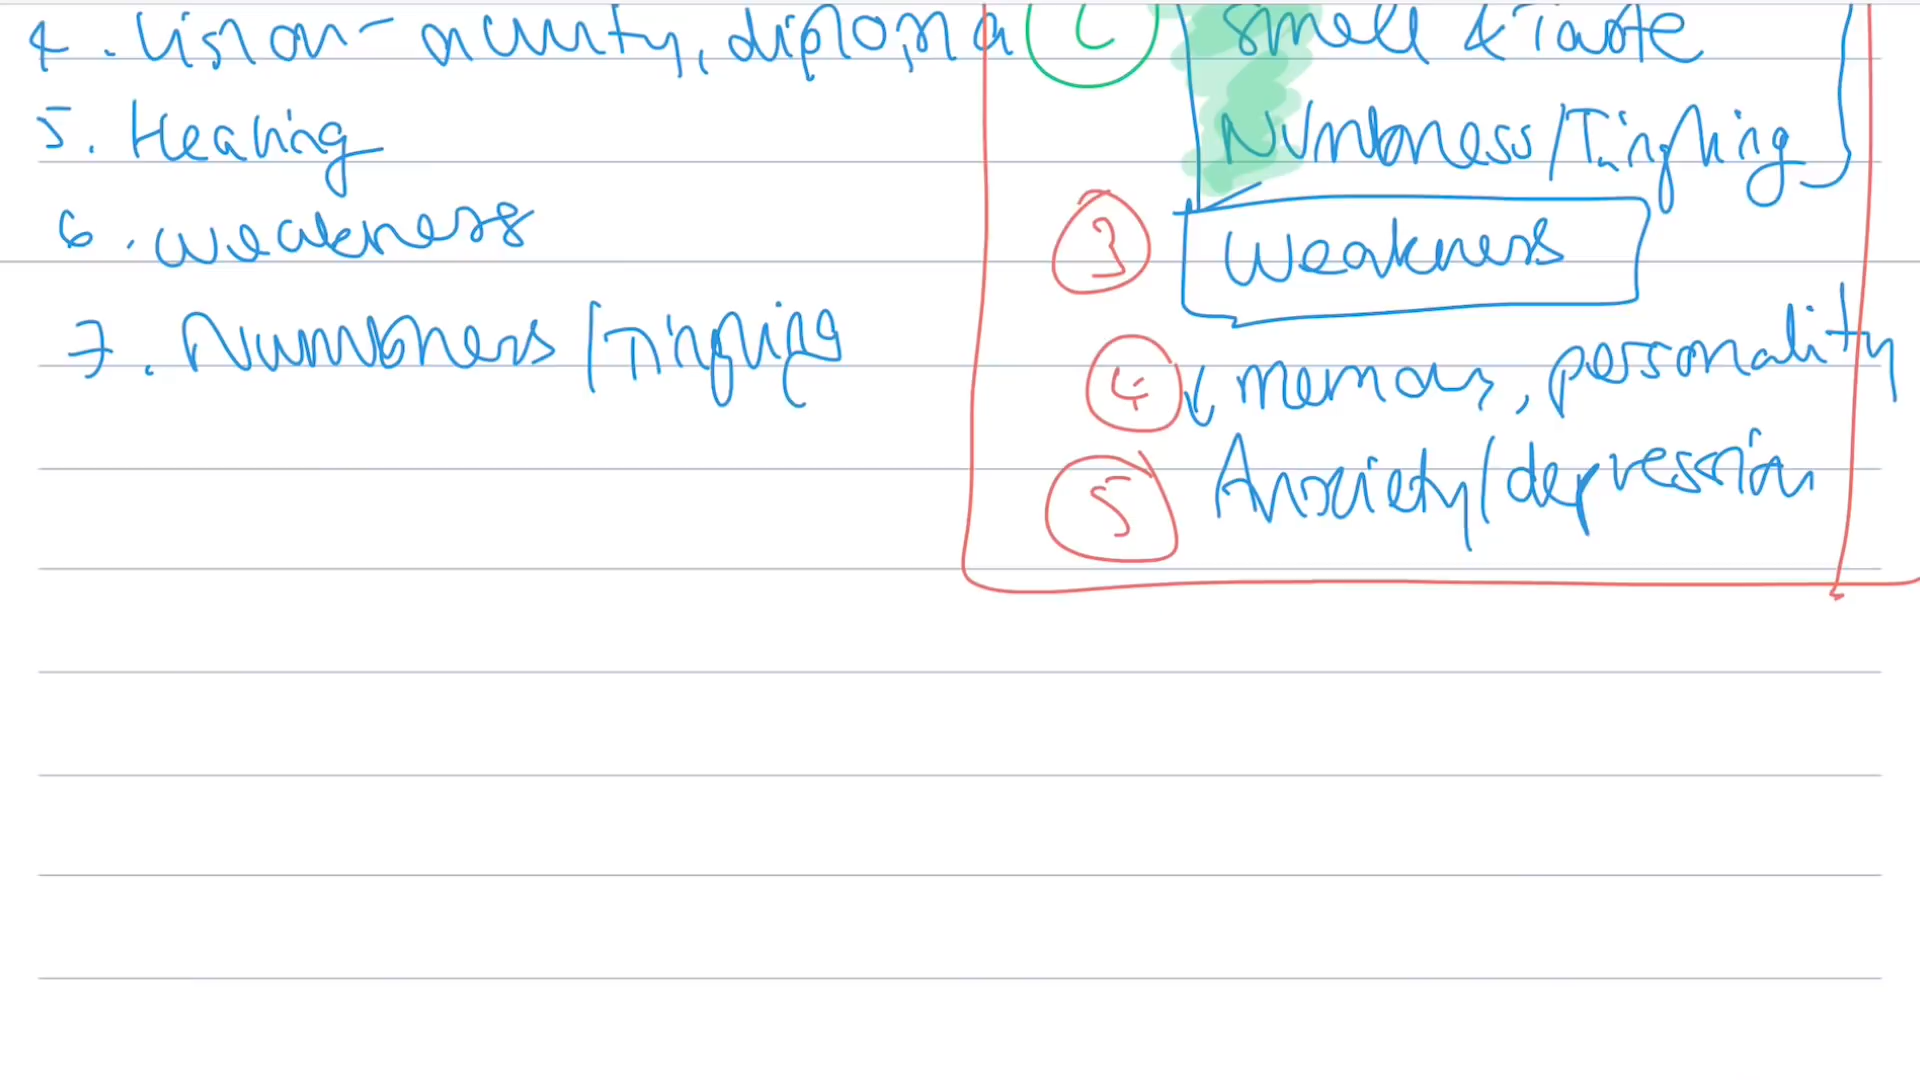 4. Vision - acuity, diplopia
5. Hearing
6. Weakness
7. Numbness/Tingling
Smell & Taste
Numbness/Tingling
3 Weakness
4 ↓ memory, personality
5 Anxiety/depression